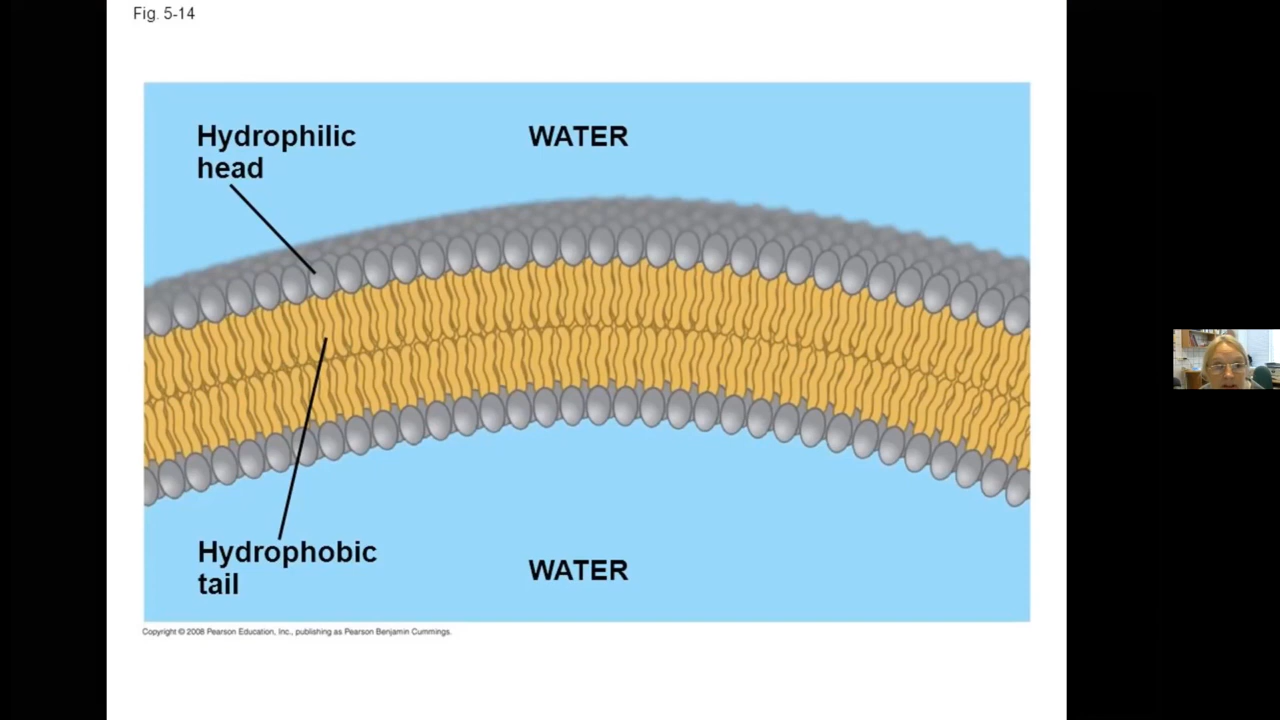 Fig. 5-14
Hydrophilic
head
WATER
Hydrophobic
tail
WATER
Copyright © 2008 Pearson Education, Inc., publishing as Pearson Benjamin Cummings.